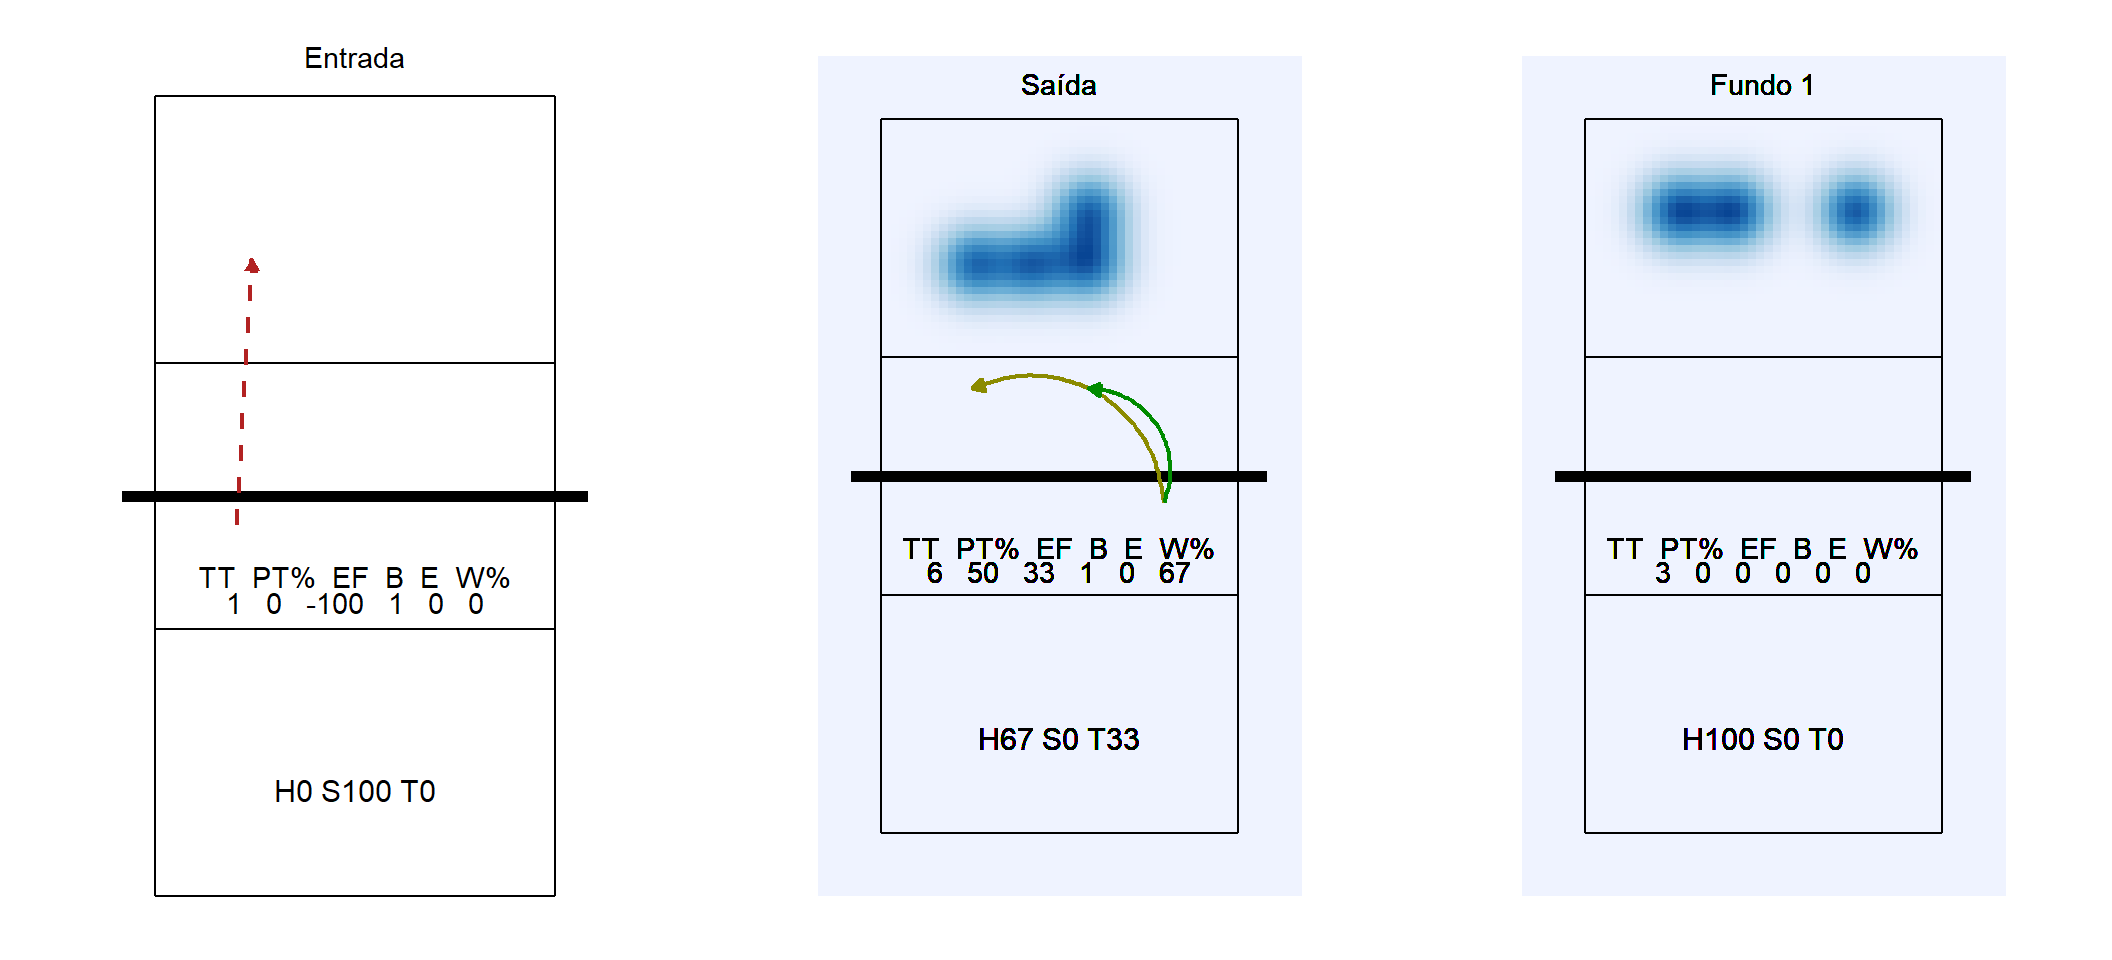 Entrada
TT PT% EF B E W%
1 0 -100 1 0 0
H0 S100 T0
Saída
TT PT% EF B E W%
6 50 33 1 0 67
H67 S0 T33
Fundo 1
TT PT% EF B E W%
3 0 0 0 0 0
H100 S0 T0